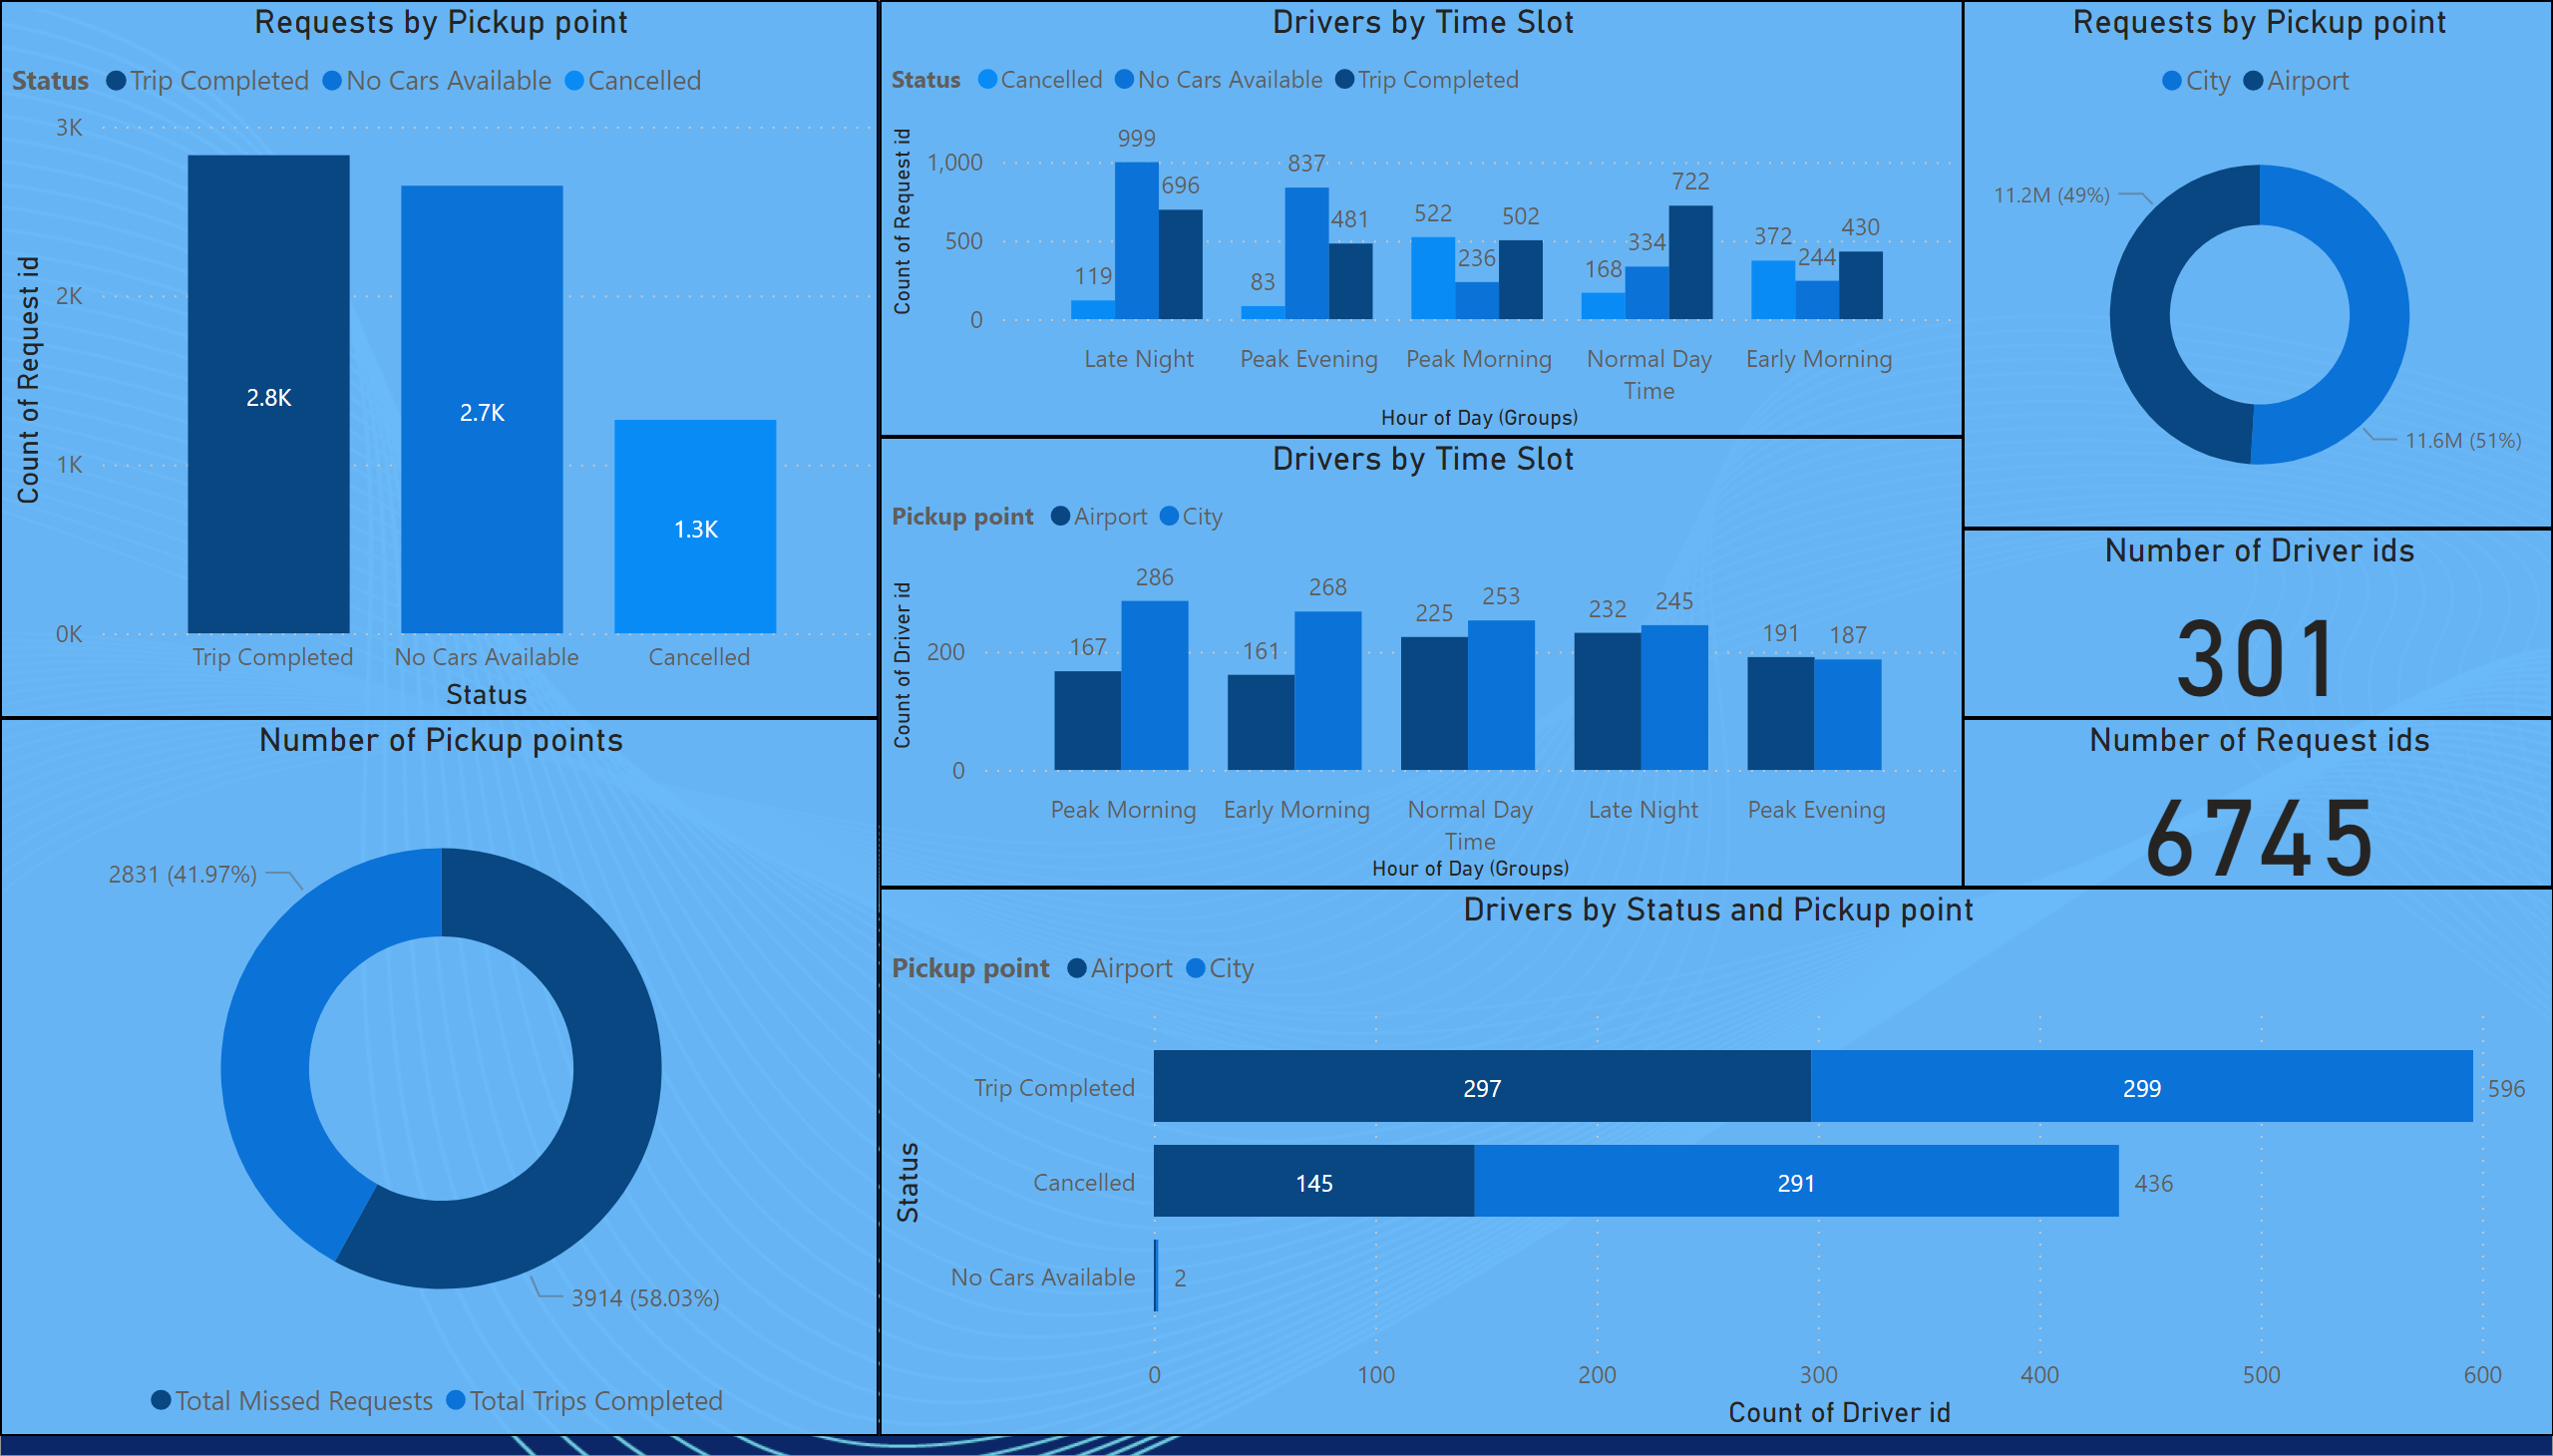 Requests by Pickup point
Status Trip Completed No Cars Available Cancelled
3K
2K
1K
0K
Count of Request id
2.8K
2.7K
1.3K
Trip Completed No Cars Available Cancelled
Status
Number of Pickup points
2831 (41.97%)
3914 (58.03%)
Total Missed Requests Total Trips Completed
Drivers by Time Slot
Status Cancelled No Cars Available Trip Completed
Count of Request id
1,000
500
0
119 999 696
83 837 481
522 236 502
168 334 722
372 244 430
Late Night Peak Evening Peak Morning Normal Day Early Morning
Time
Hour of Day (Groups)
Drivers by Time Slot
Pickup point Airport City
Count of Driver id
200
0
167 286
161 268
225 253
232 245
191 187
Peak Morning Early Morning Normal Day Late Night Peak Evening
Time
Hour of Day (Groups)
Requests by Pickup point
City Airport
11.2M (49%)
11.6M (51%)
Number of Driver ids
301
Number of Request ids
6745
Drivers by Status and Pickup point
Pickup point Airport City
Status
Trip Completed 297 299 596
Cancelled 145 291 436
No Cars Available 2
0 100 200 300 400 500 600
Count of Driver id